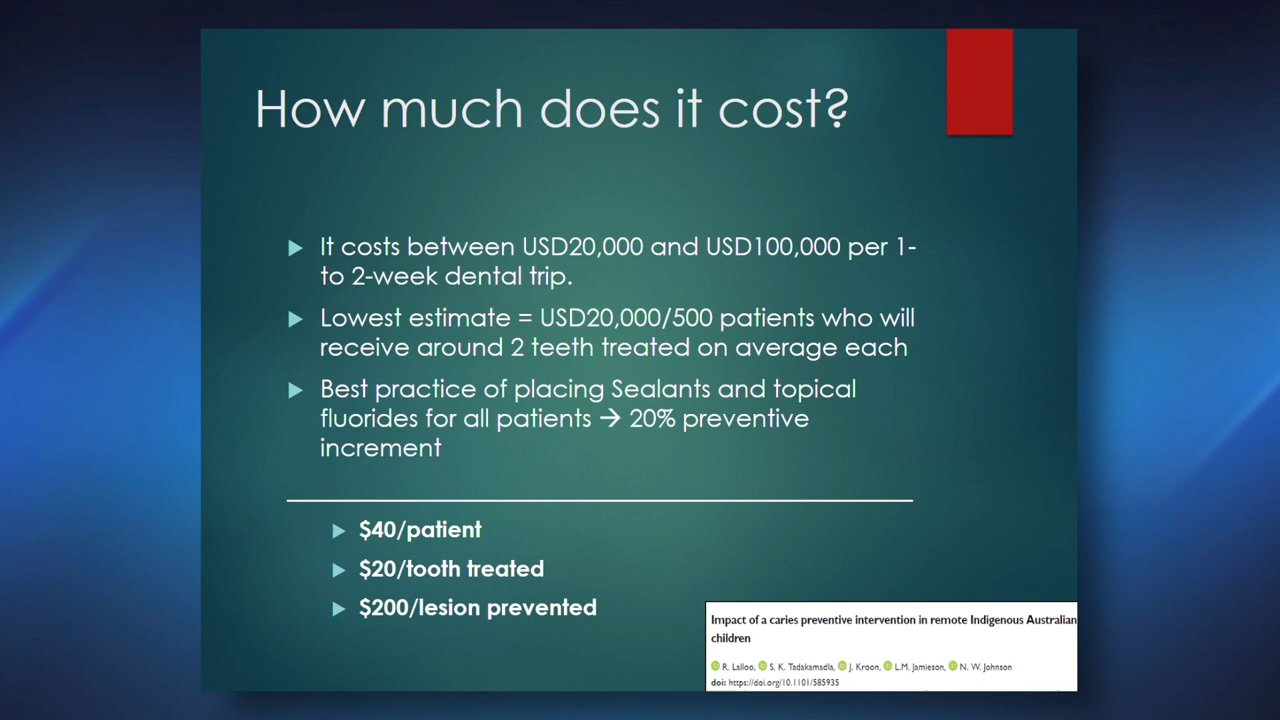 How much does it cost?
It costs between USD20,000 and USD100,000 per 1-
to 2-week dental trip.
Lowest estimate = USD20,000/500 patients who will
receive around 2 teeth treated on average each
Best practice of placing Sealants and topical
fluorides for all patients → 20% preventive
increment
$40/patient
$20/tooth treated
$200/lesion prevented
Impact of a caries preventive intervention in remote Indigenous Australian
children
R. Lalloo, S. K. Tadakamadla, J. Kroon, L.M. Jamieson, N. W. Johnson
doi: https://doi.org/10.1101/585935